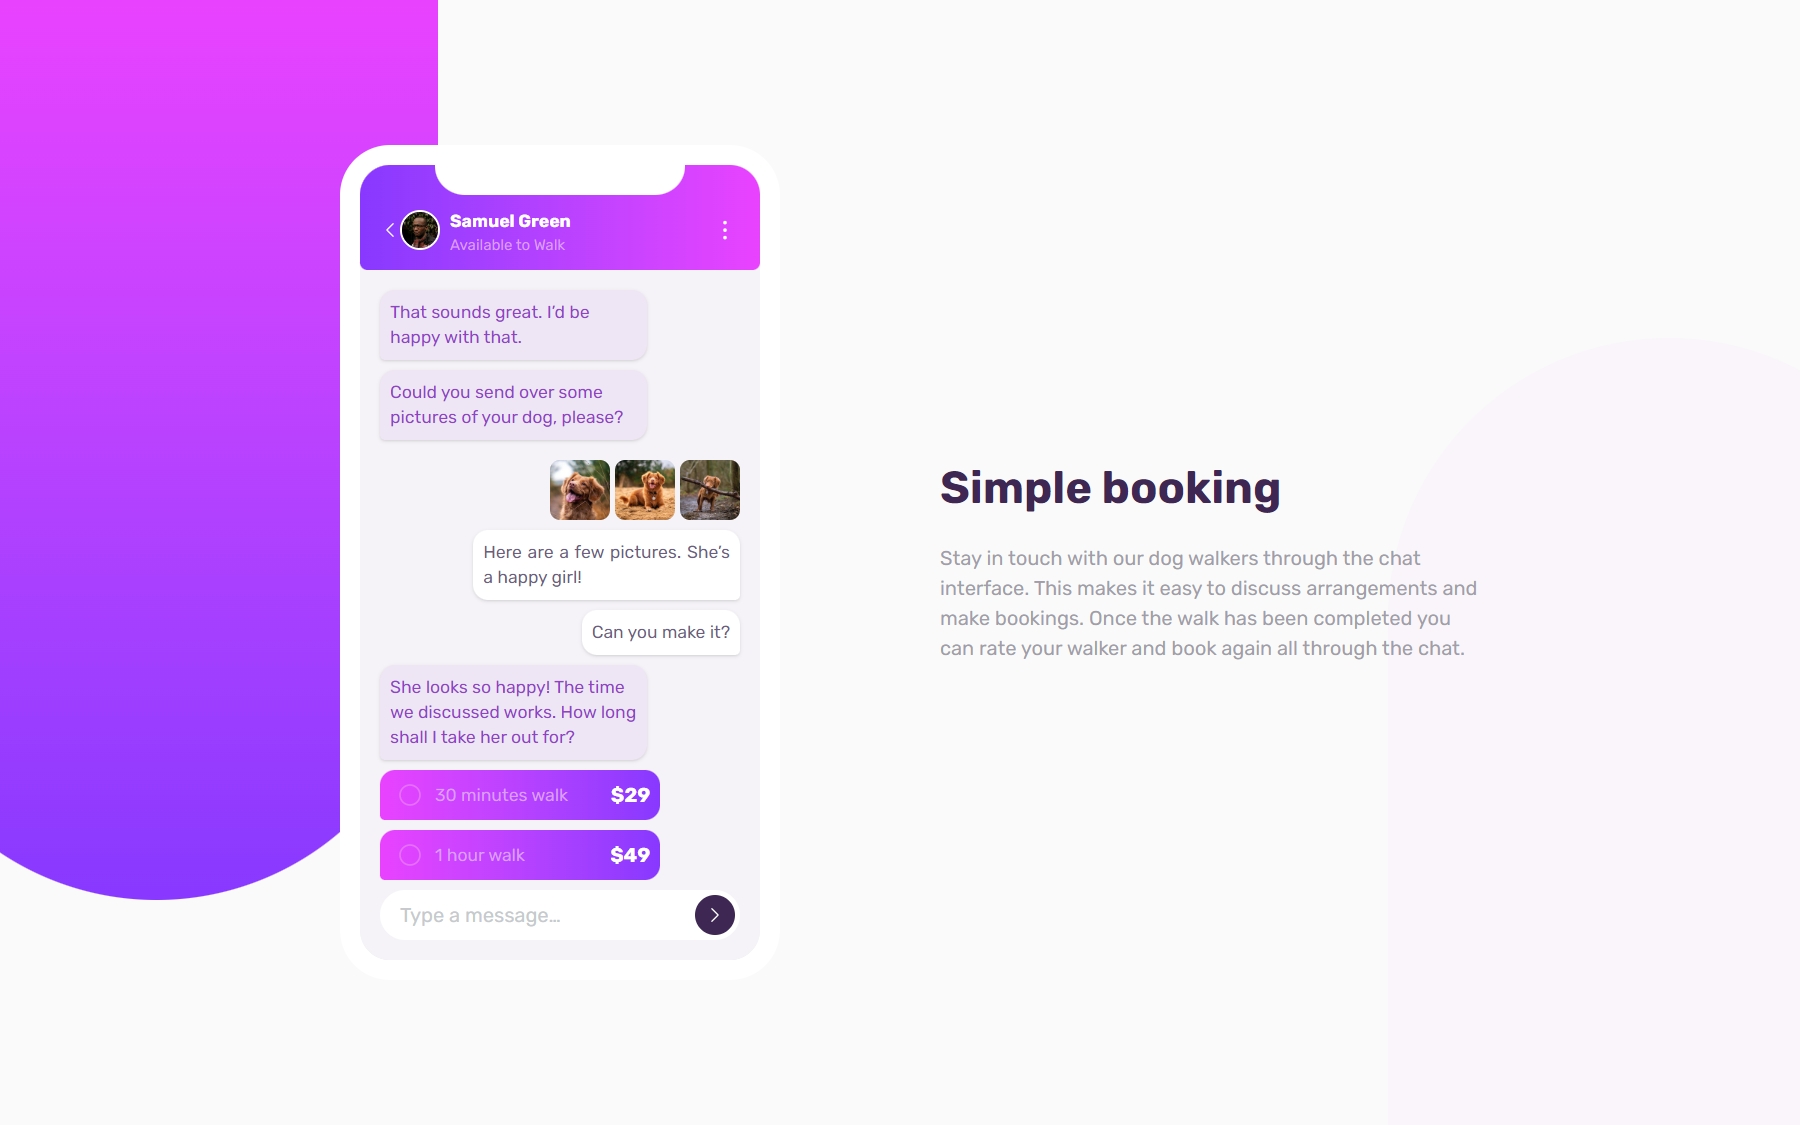 Samuel Green
Available to Walk
That sounds great. I’d be
happy with that.
Could you send over some
pictures of your dog, please?
Here are a few pictures. She’s
a happy girl!
Can you make it?
She looks so happy! The time
we discussed works. How long
shall I take her out for?
30 minutes walk $29
1 hour walk $49
Type a message…
Simple booking
Stay in touch with our dog walkers through the chat
interface. This makes it easy to discuss arrangements and
make bookings. Once the walk has been completed you
can rate your walker and book again all through the chat.